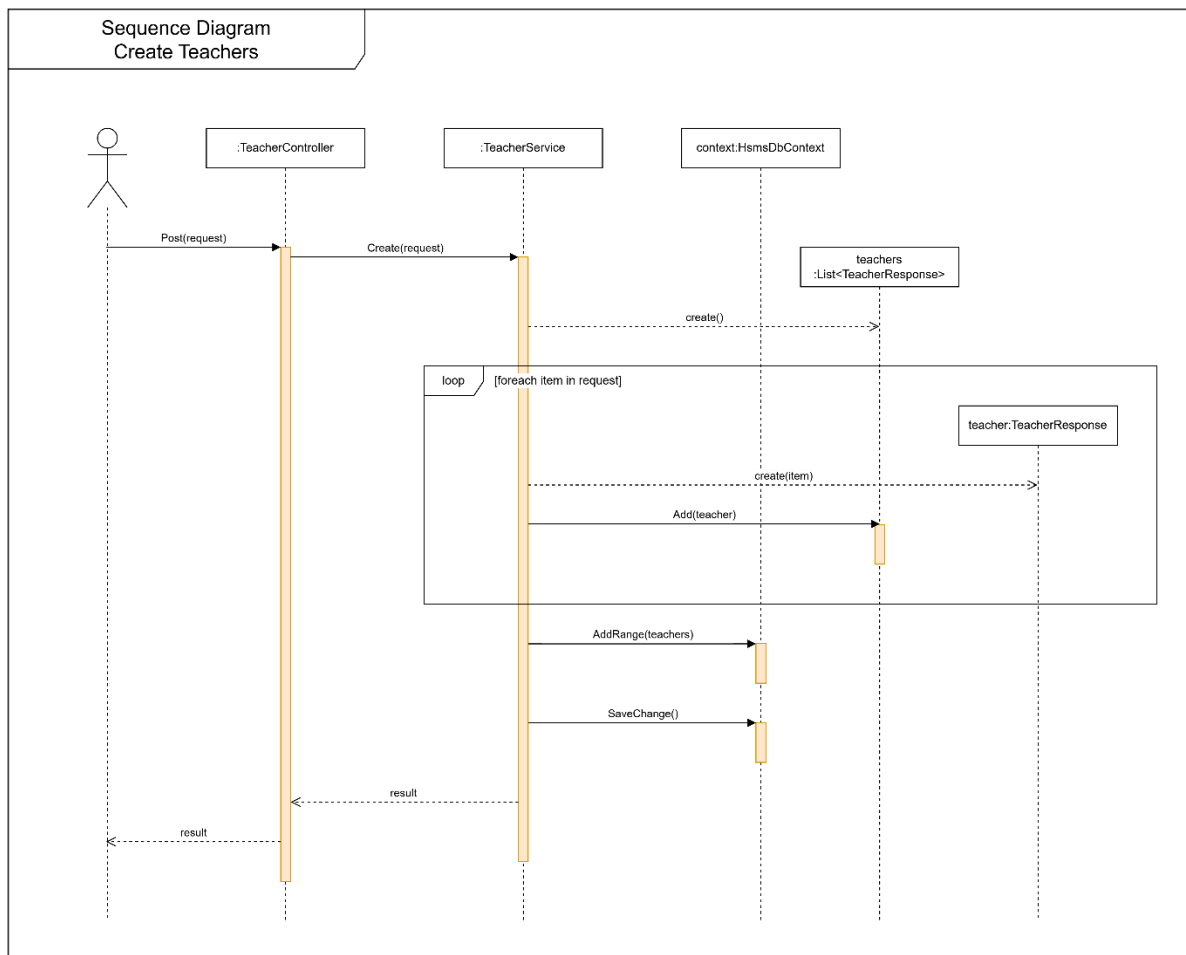 Sequence Diagram
Create Teachers
:TeacherController
:TeacherService
context:HsmsDbContext
Post(request)
Create(request)
teachers
:List<TeacherResponse>
create()
loop
[foreach item in request]
teacher:TeacherResponse
create(item)
Add(teacher)
AddRange(teachers)
SaveChange()
result
result